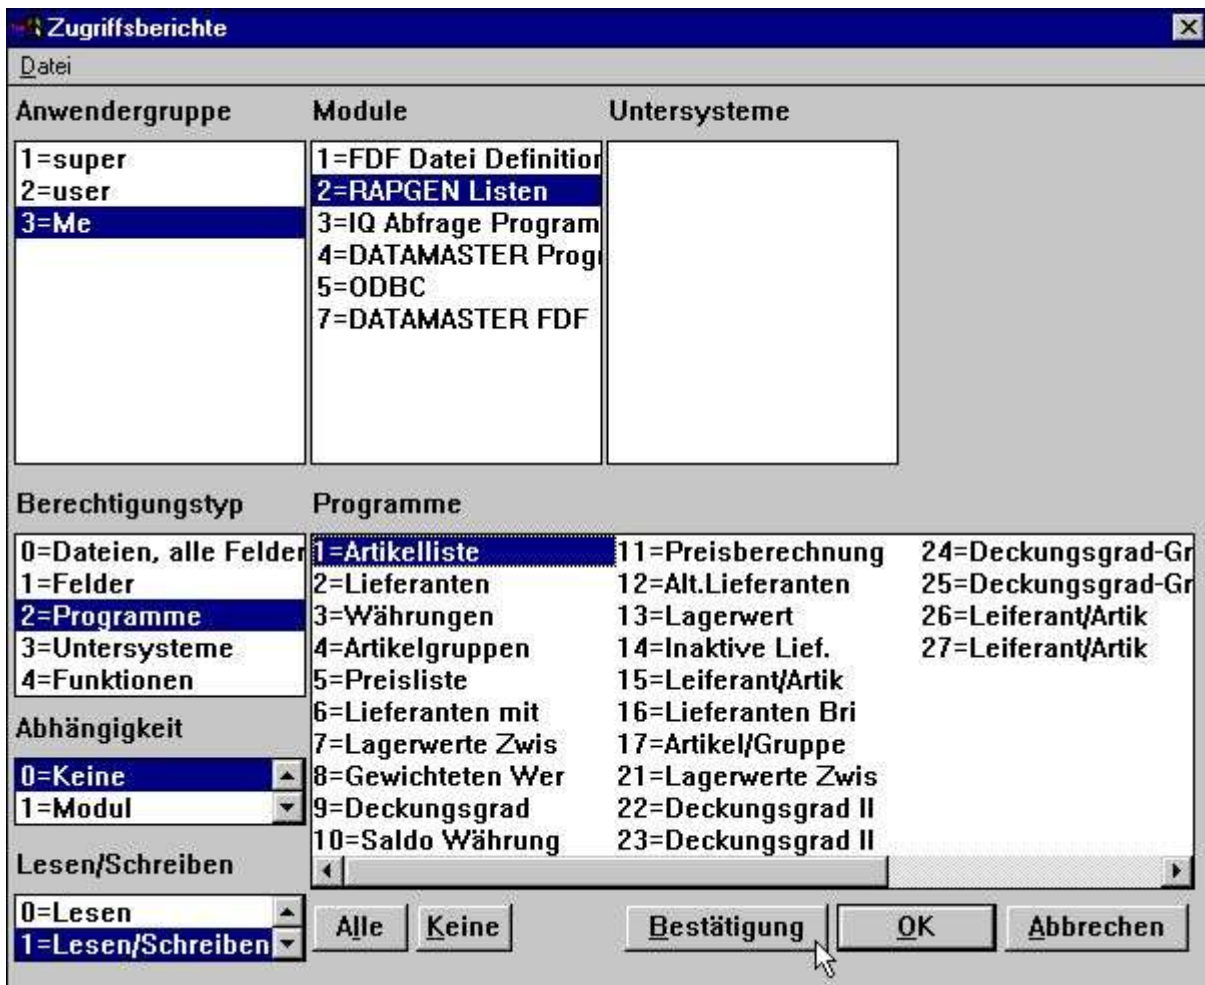 Zugriffsberichte
Datei
Anwendergruppe
1=super
2=user
3=Me
Module
1=FDF Datei Definition
2=RAPGEN Listen
3=IQ Abfrage Program
4=DATAMASTER Prog
5=ODBC
7=DATAMASTER FDF
Untersysteme
Berechtigungstyp
0=Dateien, alle Felder
1=Felder
2=Programme
3=Untersysteme
4=Funktionen
Abhängigkeit
0=Keine
1=Modul
Lesen/Schreiben
0=Lesen
1=Lesen/Schreiben
Programme
1=Artikelliste
2=Lieferanten
3=Währungen
4=Artikelgruppen
5=Preisliste
6=Lieferanten mit
7=Lagerwerte Zwis
8=Gewichteten Wer
9=Deckungsgrad
10=Saldo Währung
11=Preisberechnung
12=Alt.Lieferanten
13=Lagerwert
14=Inaktive Lief.
15=Leiferant/Artik
16=Lieferanten Bri
17=Artikel/Gruppe
21=Lagerwerte Zwis
22=Deckungsgrad II
23=Deckungsgrad II
24=Deckungsgrad-Gr
25=Deckungsgrad-Gr
26=Leiferant/Artik
27=Leiferant/Artik
Alle
Keine
Bestätigung
OK
Abbrechen